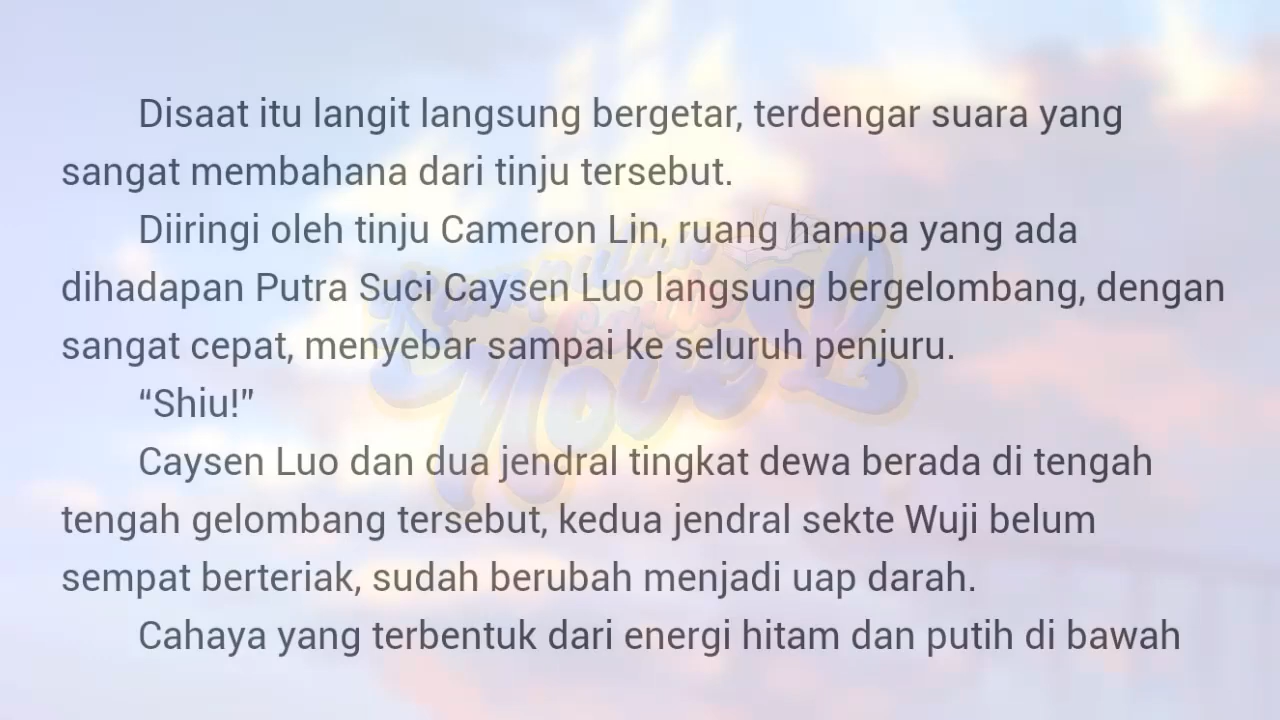 Disaat itu langit langsung bergetar, terdengar suara yang
sangat membahana dari tinju tersebut.
Diiringi oleh tinju Cameron Lin, ruang hampa yang ada
dihadapan Putra Suci Caysen Luo langsung bergelombang, dengan
sangat cepat, menyebar sampai ke seluruh penjuru.
“Shiu!”
Caysen Luo dan dua jendral tingkat dewa berada di tengah
tengah gelombang tersebut, kedua jendral sekte Wuji belum
sempat berteriak, sudah berubah menjadi uap darah.
Cahaya yang terbentuk dari energi hitam dan putih di bawah
Novel